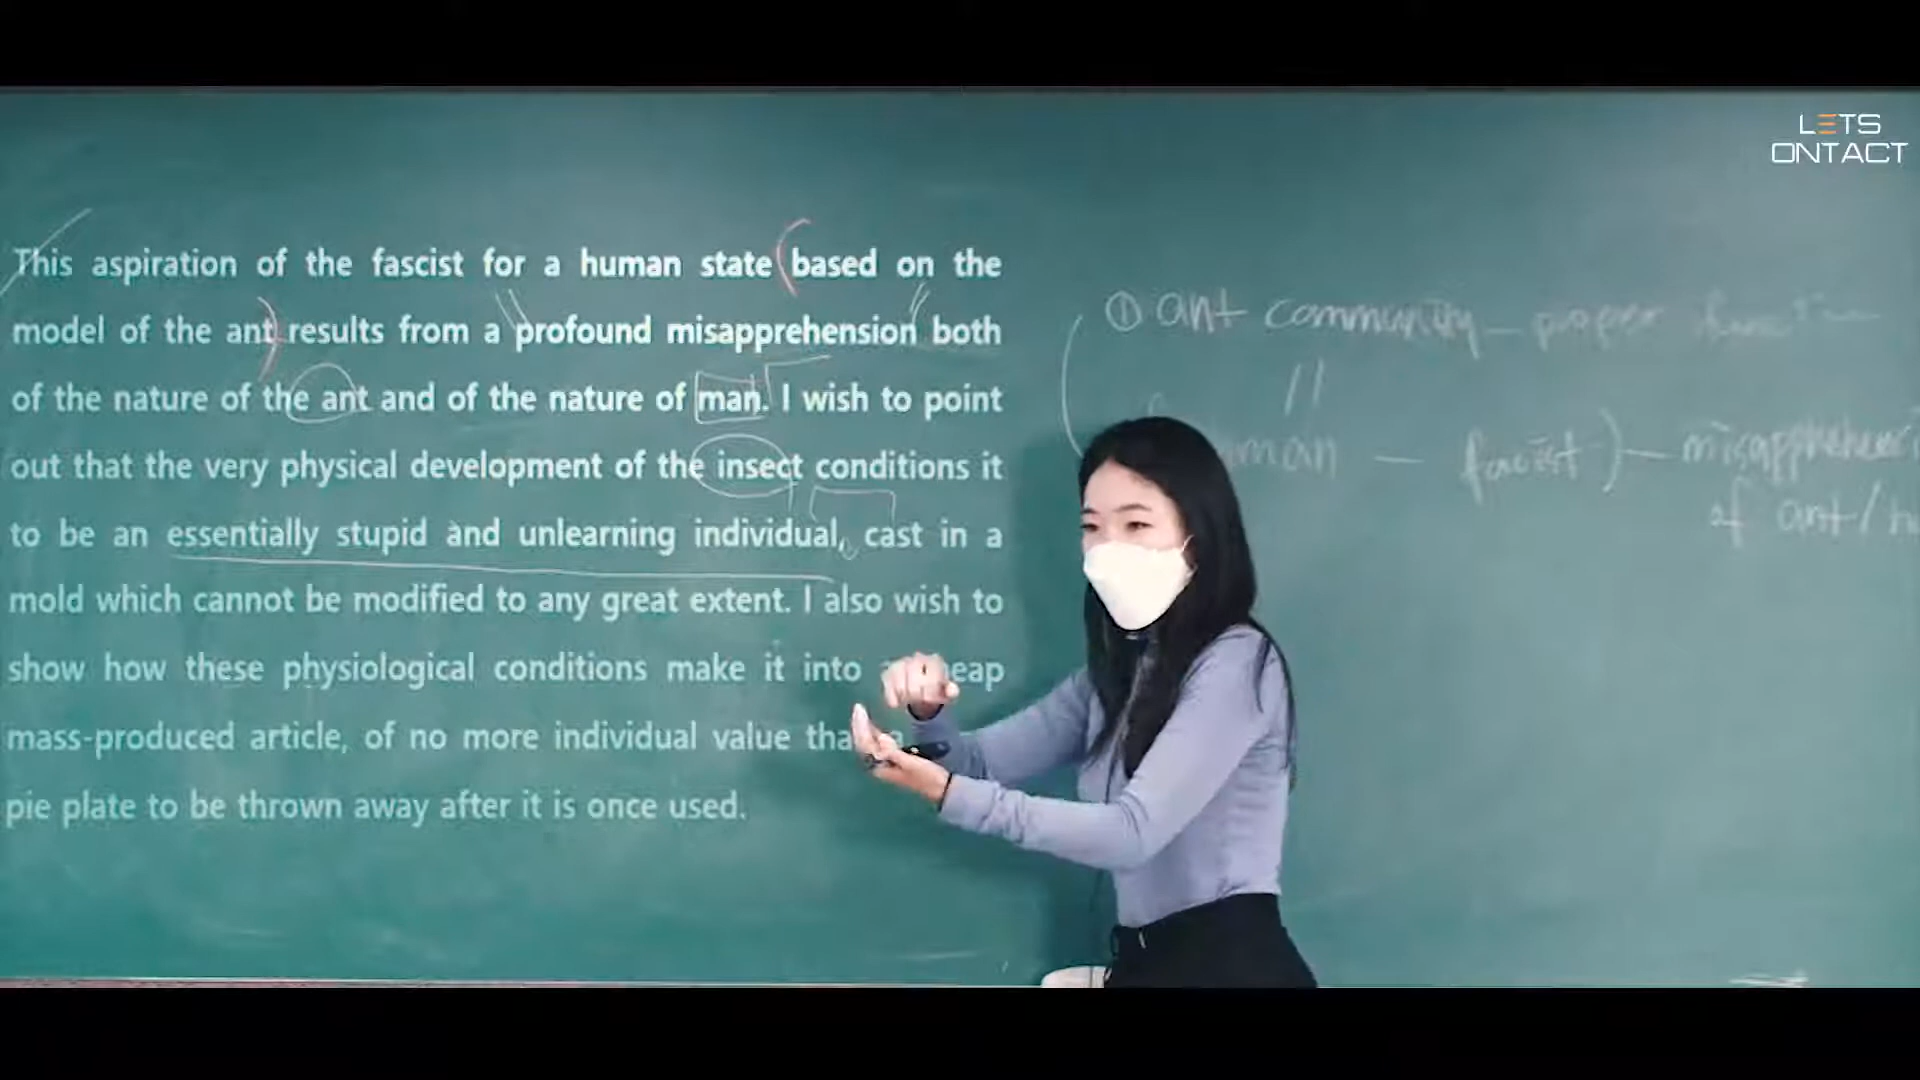 LETS
ONTACT
This aspiration of the fascist for a human state based on the
model of the ant results from a profound misapprehension both
of the nature of the ant and of the nature of man. I wish to point
out that the very physical development of the insect conditions it
to be an essentially stupid and unlearning individual, cast in a
mold which cannot be modified to any great extent. I also wish to
show how these physiological conditions make it into
mass-produced article, of no more individual value
pie plate to be thrown away after it is once used.
① ant community - proper
man - fascist) -
of ant/